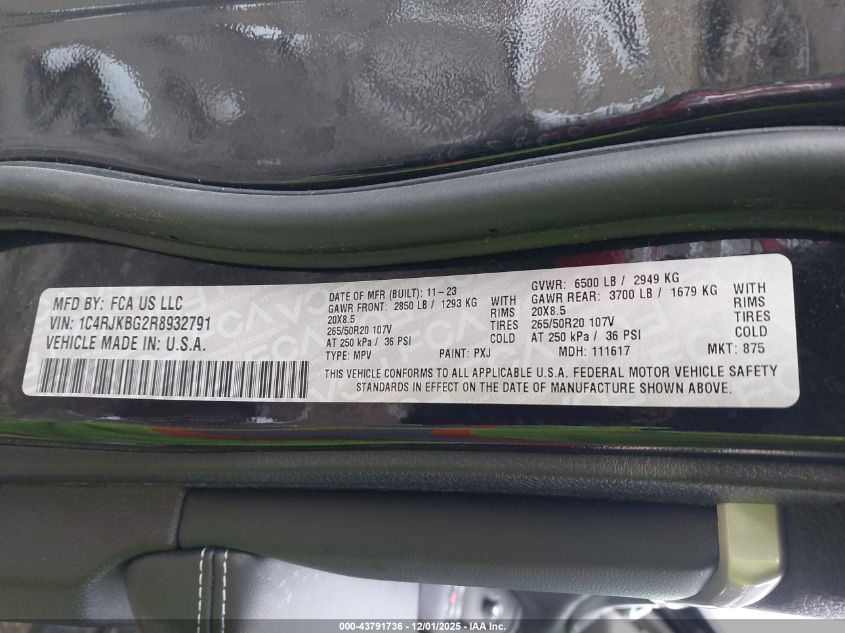 MFD BY: FCA US LLC
VIN: 1C4RJKBG2R8932791
VEHICLE MADE IN: U.S.A.
DATE OF MFR (BUILT): 11-23
GAWR FRONT: 2850 LB / 1293 KG WITH
20X8.5 RIMS
265/50R20 107V TIRES
AT 250 kPa / 36 PSI COLD
TYPE: MPV PAINT: PXJ
GVWR: 6500 LB / 2949 KG
GAWR REAR: 3700 LB / 1679 KG WITH
20X8.5 RIMS
265/50R20 107V TIRES
AT 250 kPa / 36 PSI COLD
MDH: 111617 MKT: 875
THIS VEHICLE CONFORMS TO ALL APPLICABLE U.S.A. FEDERAL MOTOR VEHICLE SAFETY
STANDARDS IN EFFECT ON THE DATE OF MANUFACTURE SHOWN ABOVE.
000-43791736 - 12/01/2025 - IAA Inc.